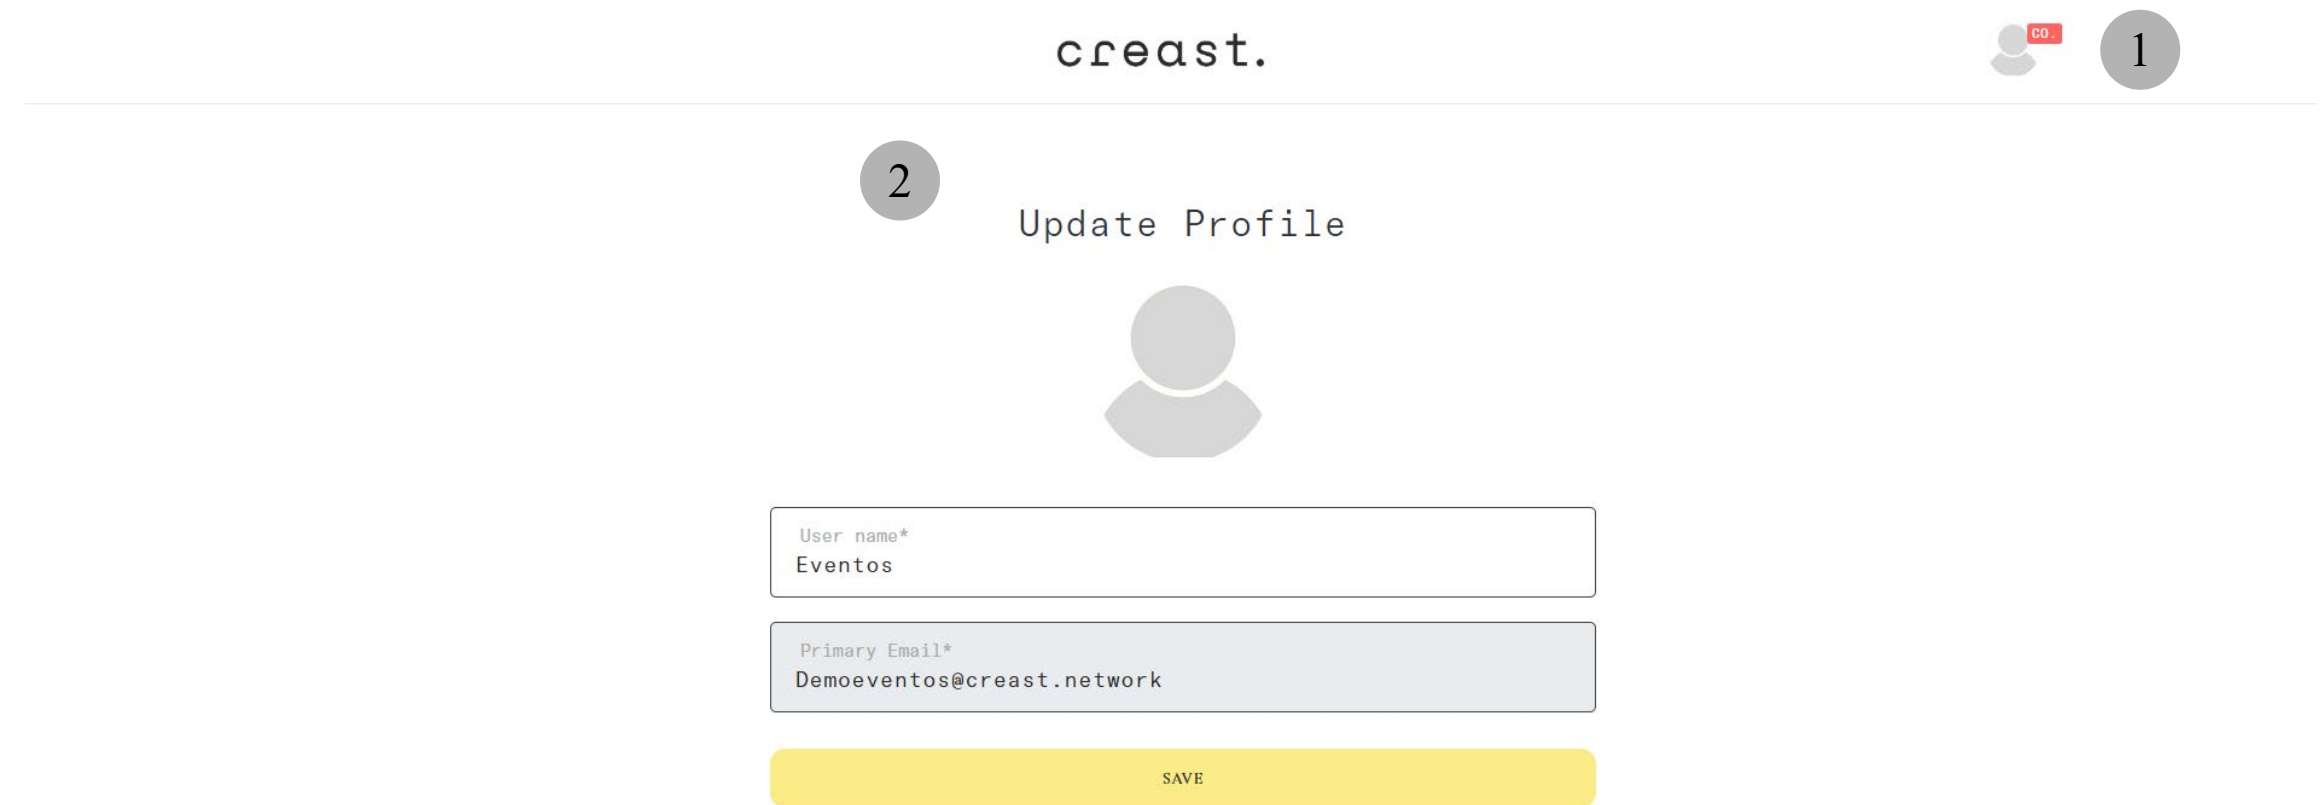 creast.
CO.
1
2
Update Profile
User name*
Eventos
Primary Email*
Demoeventos@creast.network
SAVE